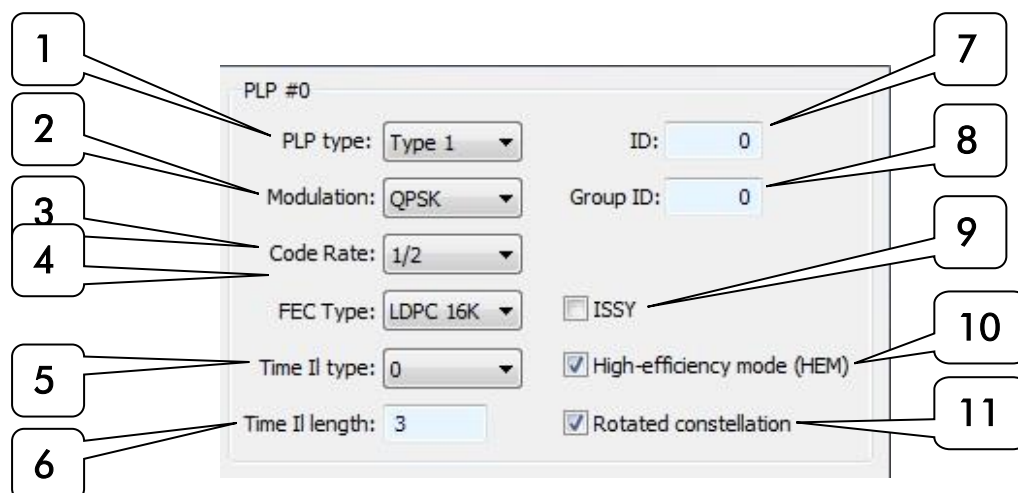 1
7
PLP #0
2
PLP type: Type 1
ID: 0
8
Modulation: QPSK
Group ID: 0
3
9
4
Code Rate: 1/2
FEC Type: LDPC 16K
ISSY
10
5
Time Il type: 0
High-efficiency mode (HEM)
11
6
Time Il length: 3
Rotated constellation